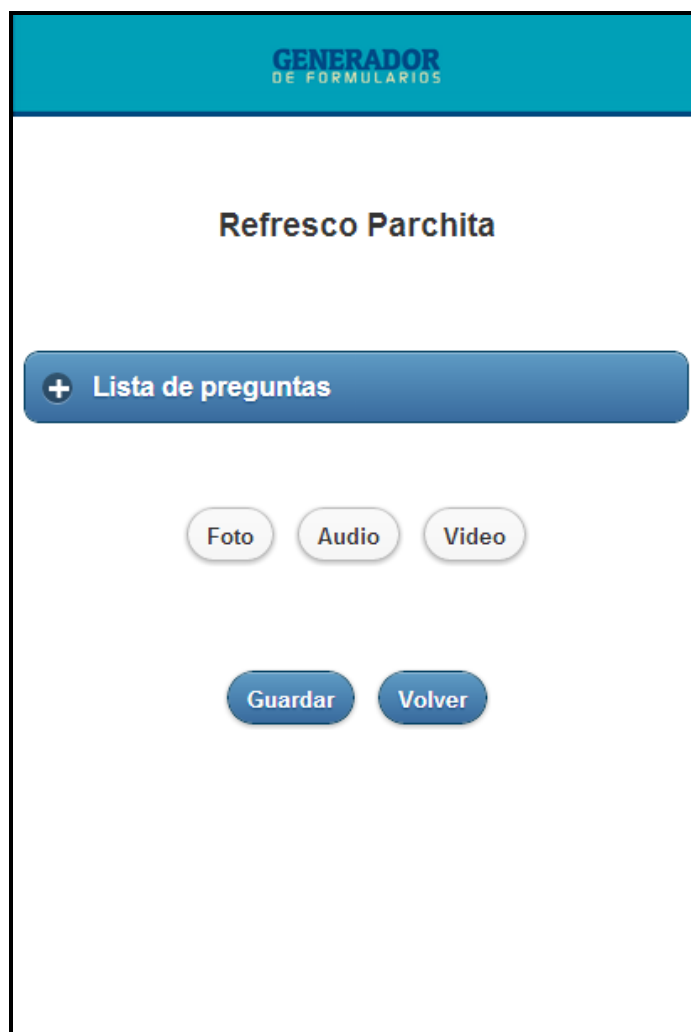 GENERADOR
DE FORMULARIOS
Refresco Parchita
Lista de preguntas
Foto Audio Video
Guardar Volver